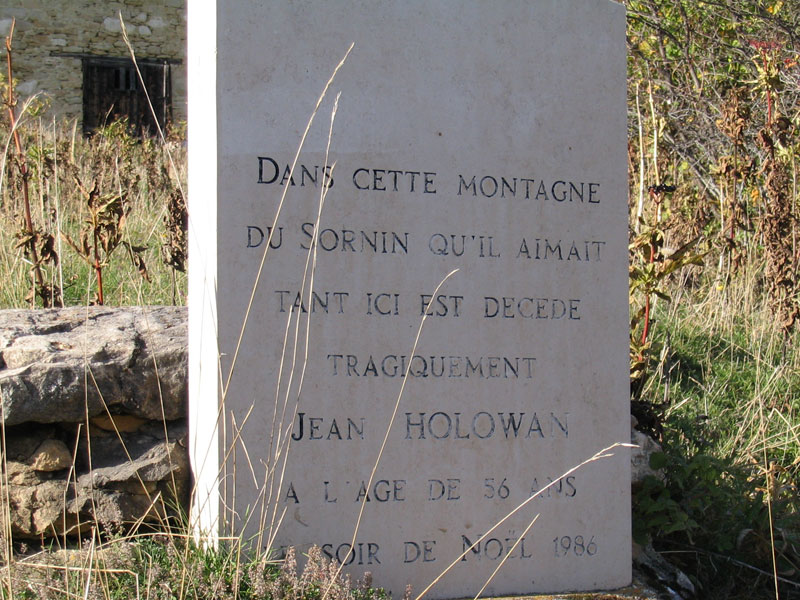 DANS CETTE MONTAGNE
DU SORNIN QU'IL AIMAIT
TANT ICI EST DECEDE
TRAGIQUEMENT
JEAN HOLOWAN
A L'AGE DE 56 ANS
SOIR DE NOËL 1986